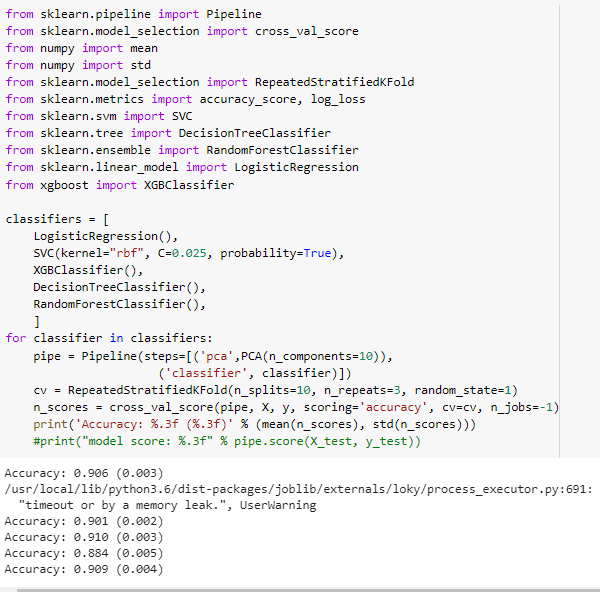 from sklearn.pipeline import Pipeline
from sklearn.model_selection import cross_val_score
from numpy import mean
from numpy import std
from sklearn.model_selection import RepeatedStratifiedKFold
from sklearn.metrics import accuracy_score, log_loss
from sklearn.svm import SVC
from sklearn.tree import DecisionTreeClassifier
from sklearn.ensemble import RandomForestClassifier
from sklearn.linear_model import LogisticRegression
from xgboost import XGBClassifier

classifiers = [
    LogisticRegression(),
    SVC(kernel="rbf", C=0.025, probability=True),
    XGBClassifier(),
    DecisionTreeClassifier(),
    RandomForestClassifier(),
    ]
for classifier in classifiers:
    pipe = Pipeline(steps=[('pca',PCA(n_components=10)),
                      ('classifier', classifier)])
    cv = RepeatedStratifiedKFold(n_splits=10, n_repeats=3, random_state=1)
    n_scores = cross_val_score(pipe, X, y, scoring='accuracy', cv=cv, n_jobs=-1)
    print('Accuracy: %.3f (%.3f)' % (mean(n_scores), std(n_scores)))
    #print("model score: %.3f" % pipe.score(X_test, y_test))
Accuracy: 0.906 (0.003)
/usr/local/lib/python3.6/dist-packages/joblib/externals/loky/process_executor.py:691:
  "timeout or by a memory leak.", UserWarning
Accuracy: 0.901 (0.002)
Accuracy: 0.910 (0.003)
Accuracy: 0.884 (0.005)
Accuracy: 0.909 (0.004)